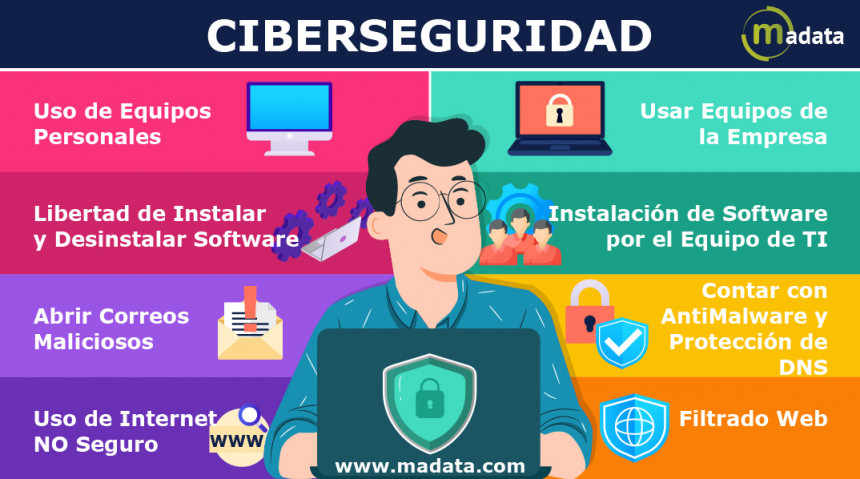 CIBERSEGURIDAD
madata
Uso de Equipos
Personales
Usar Equipos de
la Empresa
Libertad de Instalar
y Desinstalar Software
Instalación de Software
por el Equipo de TI
Abrir Correos
Maliciosos
Contar con
AntiMalware y
Protección de
DNS
Uso de Internet
NO Seguro
WWW
Filtrado Web
www.madata.com